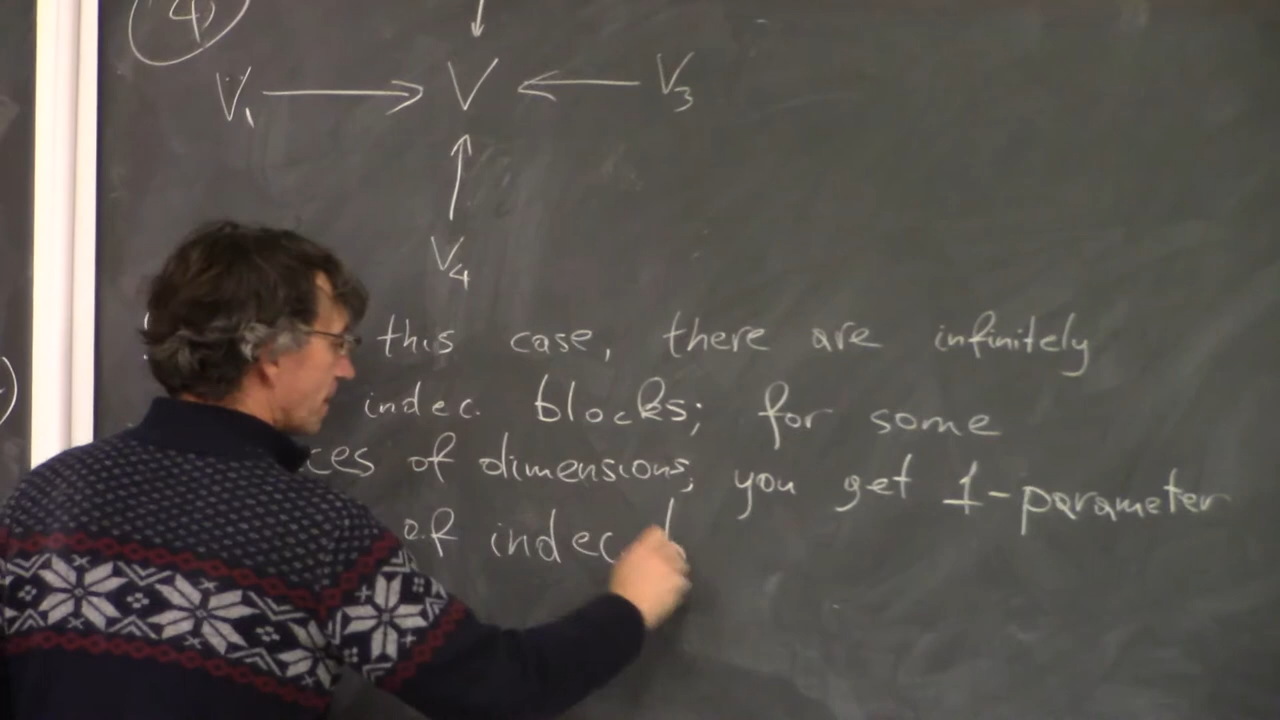 4)
V₁ → V ← V₃
V₄
this case, there are infinitely
indec. blocks; for some
ces of dimensions, you get 1-parameter
of indec